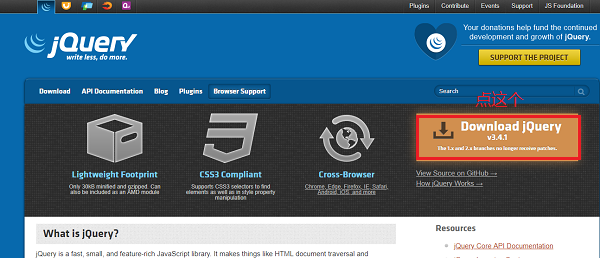 Plugins Contribute Events Support JS Foundation
jQuery
write less, do more.
Your donations help fund the continued
development and growth of jQuery.
SUPPORT THE PROJECT
Download API Documentation Blog Plugins Browser Support
Search
点这个
Download jQuery
v3.4.1
The 1.x and 2.x branches no longer receive patches.
View Source on GitHub →
How jQuery Works →
Lightweight Footprint
Only 30kB minified and gzipped. Can
also be included as an AMD module
CSS3 Compliant
Supports CSS3 selectors to find
elements as well as in style property
manipulation
Cross-Browser
Chrome, Edge, Firefox, IE, Safari,
Android, iOS, and more
What is jQuery?
jQuery is a fast, small, and feature-rich JavaScript library. It makes things like HTML document traversal and
Resources
jQuery Core API Documentation